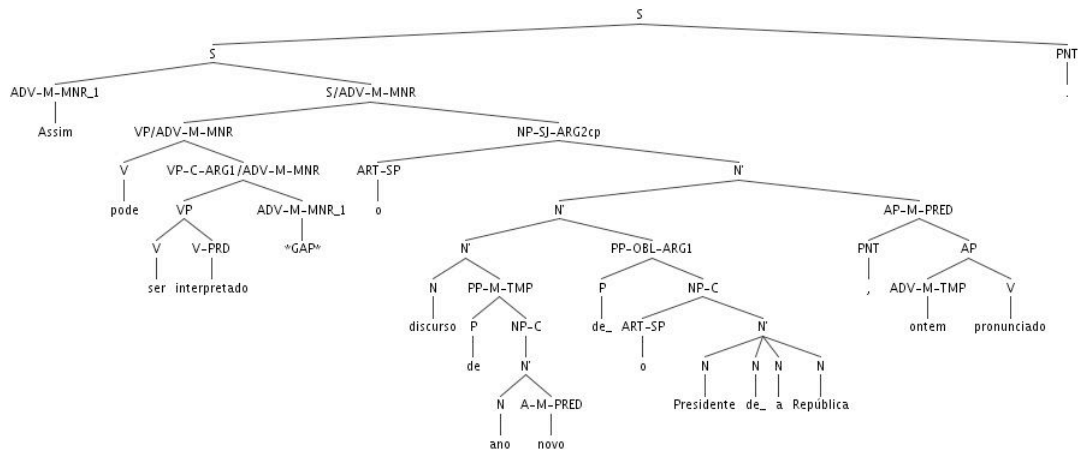 S
S PNT
ADV-M-MNR_1 S/ADV-M-MNR .
Assim VP/ADV-M-MNR NP-SJ-ARG2cp
V VP-C-ARG1/ADV-M-MNR ART-SP N'
pode VP ADV-M-MNR_1 o N' AP-M-PRED
V V-PRD *GAP* N' PP-OBL-ARG1 PNT AP
ser interpretado N PP-M-TMP P NP-C , ADV-M-TMP V
discurso P NP-C de_ ART-SP N' ontem pronunciado
de N' o N N N N
N A-M-PRED Presidente de_ a República
ano novo